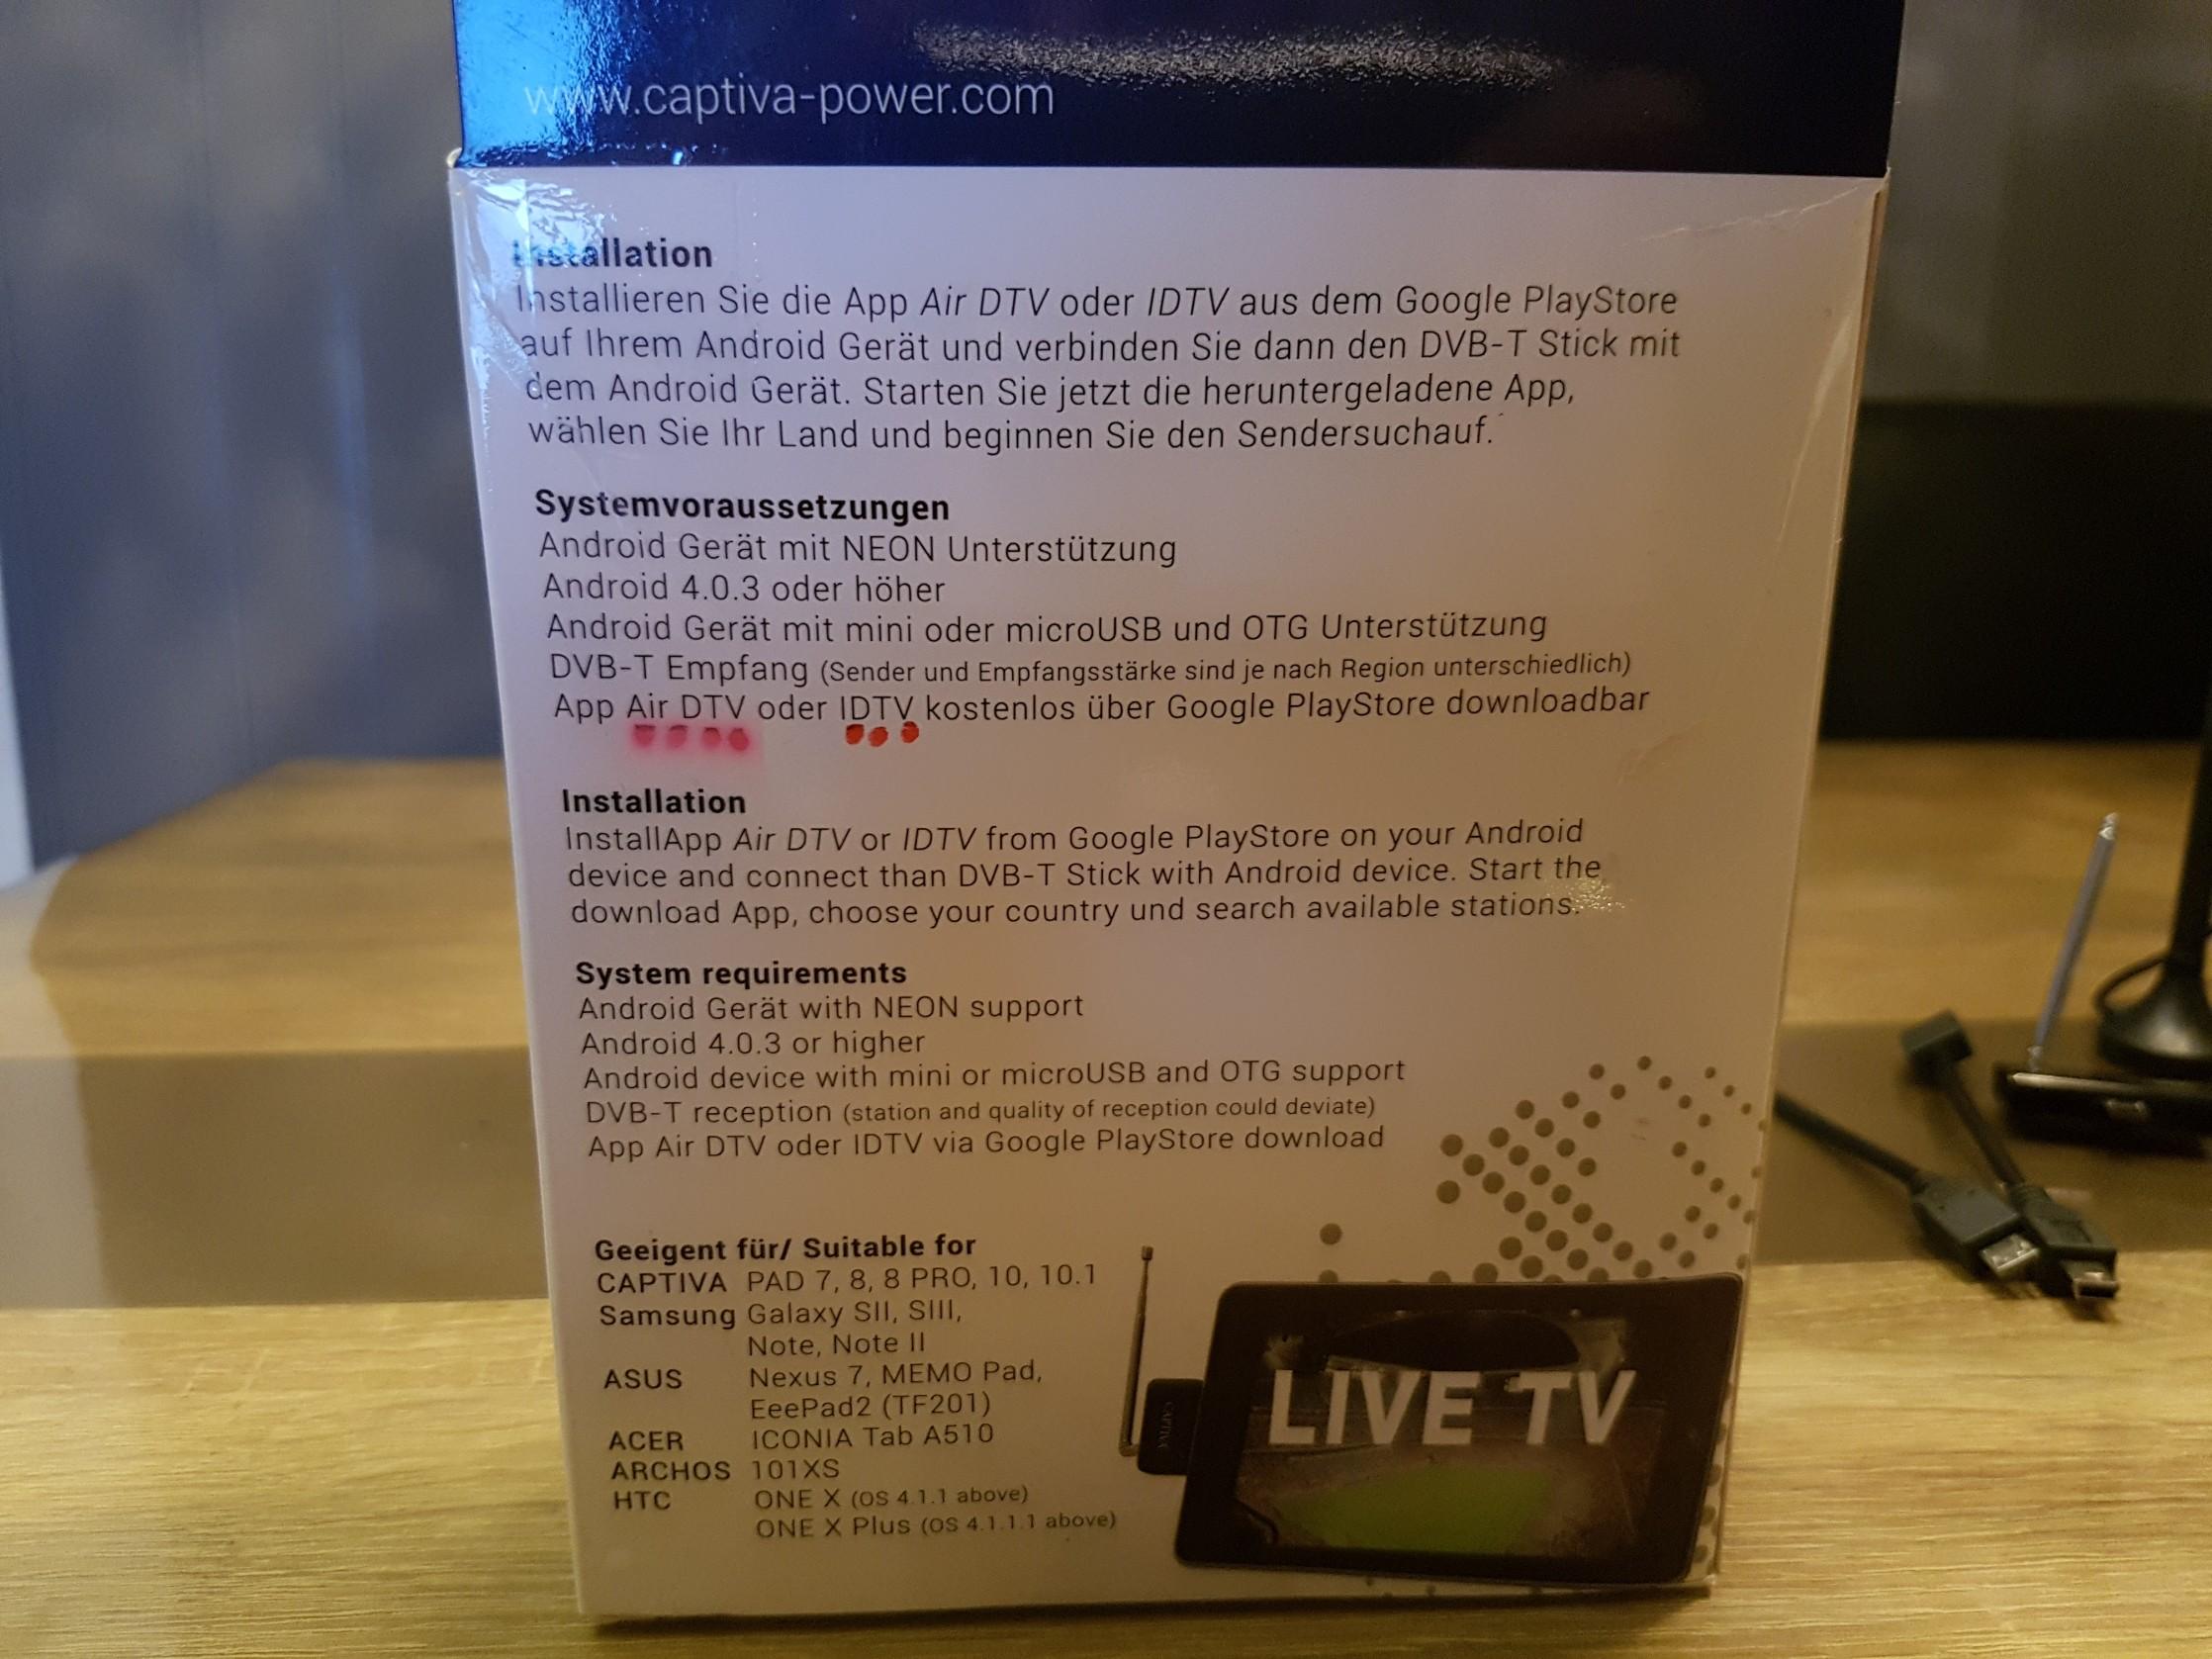 www.captiva-power.com
Installation
Installieren Sie die App Air DTV oder IDTV aus dem Google PlayStore
auf Ihrem Android Gerät und verbinden Sie dann den DVB-T Stick mit
dem Android Gerät. Starten Sie jetzt die heruntergeladene App,
wählen Sie Ihr Land und beginnen Sie den Sendersuchauf.
Systemvoraussetzungen
Android Gerät mit NEON Unterstützung
Android 4.0.3 oder höher
Android Gerät mit mini oder microUSB und OTG Unterstützung
DVB-T Empfang (Sender und Empfangsstärke sind je nach Region unterschiedlich)
App Air DTV oder IDTV kostenlos über Google PlayStore downloadbar
Installation
InstallApp Air DTV or IDTV from Google PlayStore on your Android
device and connect than DVB-T Stick with Android device. Start the
download App, choose your country und search available stations.
System requirements
Android Gerät with NEON support
Android 4.0.3 or higher
Android device with mini or microUSB and OTG support
DVB-T reception (station and quality of reception could deviate)
App Air DTV oder IDTV via Google PlayStore download
Geeigent für/ Suitable for
CAPTIVA PAD 7, 8, 8 PRO, 10, 10.1
Samsung Galaxy SII, SIII,
Note, Note II
ASUS Nexus 7, MEMO Pad,
EeePad2 (TF201)
ACER ICONIA Tab A510
ARCHOS 101XS
HTC ONE X (OS 4.1.1 above)
ONE X Plus (OS 4.1.1.1 above)
CAPTIVA
LIVE TV